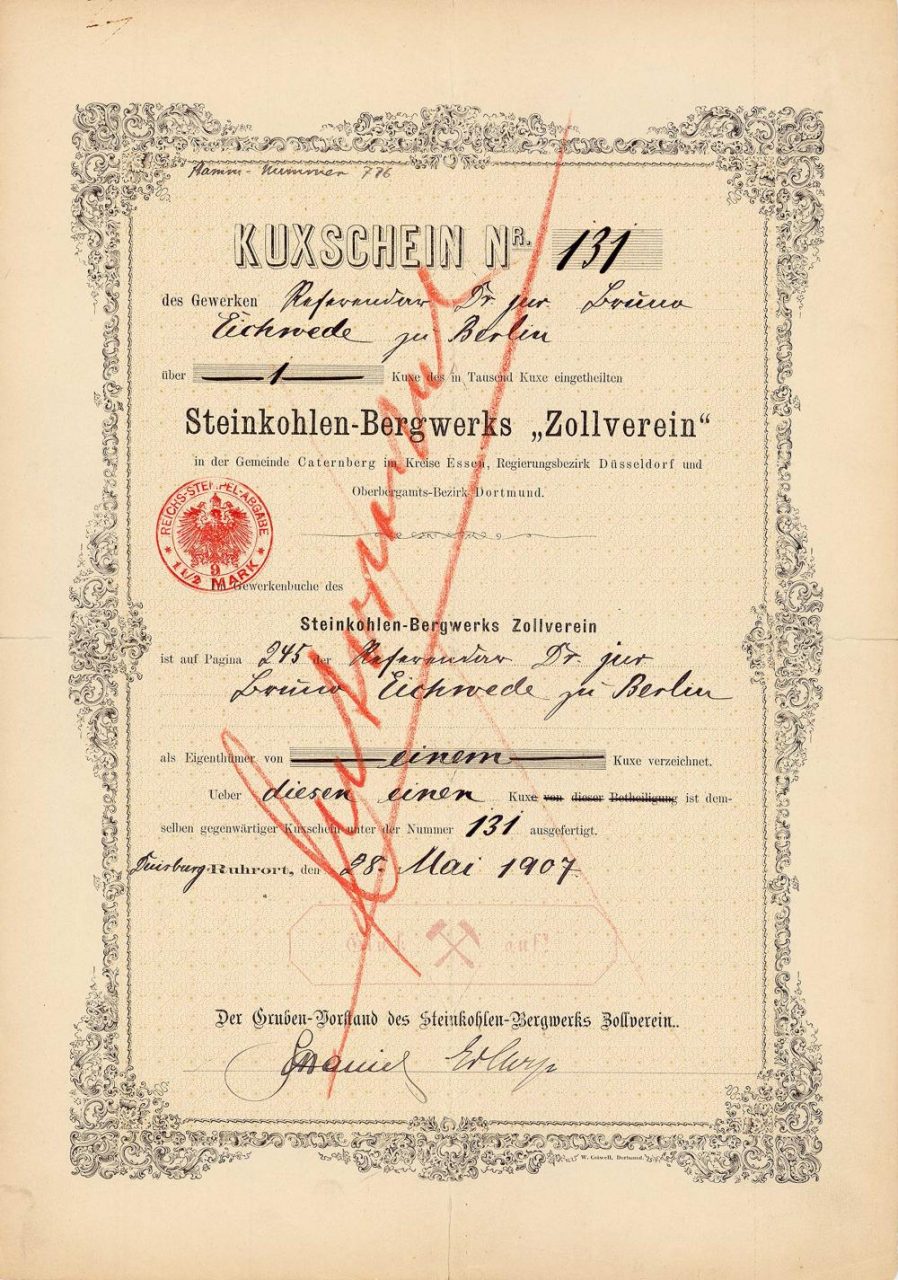 Stamm-Nummer 776
KUXSCHEIN NR. 131
des Gewerken Referendar Dr. jur Bruno
Eichwede zu Berlin
über 1 Kuxe des in Tausend Kuxe eingetheilten
Steinkohlen-Bergwerks „Zollverein“
in der Gemeinde Caternberg im Kreise Essen, Regierungsbezirk Düsseldorf und
Oberbergamts-Bezirk Dortmund.
REICHS-STEMPEL-ABGABE
9
1 1/2 MARK
Gewerkenbuche des
Steinkohlen-Bergwerks Zollverein
ist auf Pagina 245 der Referendar Dr. jur
Bruno Eichwede zu Berlin
als Eigenthümer von einem Kuxe verzeichnet.
Ueber diesen einen Kuxe von dieser Betheiligung ist dem-
selben gegenwärtiger Kuxschein unter der Nummer 131 ausgefertigt.
Duisburg-Ruhrort, den 28. Mai 1907
Glück auf!
Der Gruben-Vorstand des Steinkohlen-Bergwerks Zollverein..
W. Crüwell, Dortmund.